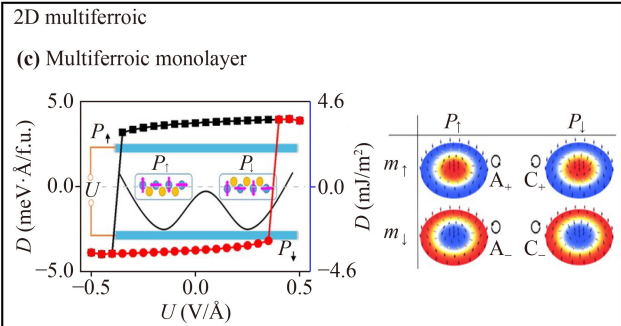 2D multiferroic
(c) Multiferroic monolayer
5.0
0.0
−5.0
D (meV·Å/f.u.)
4.6
0.0
−4.6
D (mJ/m²)
−0.5
0.0
0.5
U (V/Å)
P↑
U
P↑
P↓
P↓
P↑
P↓
m↑
A₊
C₊
m↓
A₋
C₋